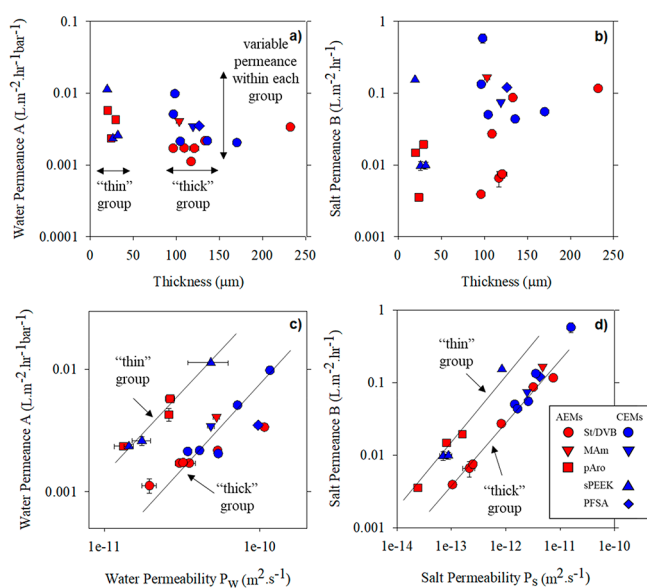 a)
Water Permeance A (L.m-2.hr-1bar-1)
0.1
0.01
0.001
0.0001
variable
permeance
within each
group
“thin”
group
“thick”
group
0 50 100 150 200 250
Thickness (μm)
b)
Salt Permeance B (L.m-2.hr-1)
1
0.1
0.01
0.001
0 50 100 150 200 250
Thickness (μm)
c)
Water Permeance A (L.m-2.hr-1bar-1)
0.01
0.001
“thin”
group
“thick”
group
1e-11 1e-10
Water Permeability Pw (m2.s-1)
d)
Salt Permeance B (L.m-2.hr-1)
1
0.1
0.01
0.001
“thin”
group
“thick”
group
1e-14 1e-13 1e-12 1e-11 1e-10
Salt Permeability Ps (m2.s-1)
AEMs CEMs
St/DVB
MAm
pAro
sPEEK
PFSA